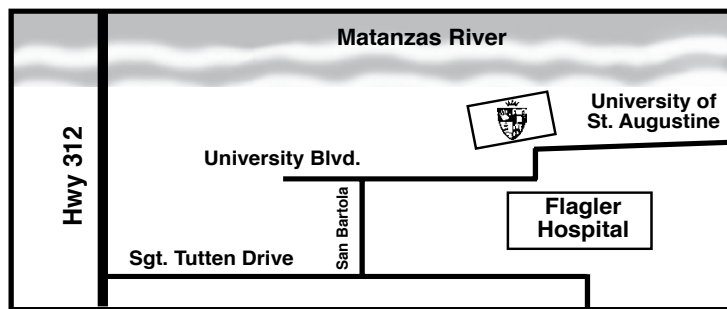 Matanzas River
University of
St. Augustine
Hwy 312
University Blvd.
San Bartola
Flagler
Hospital
Sgt. Tutten Drive